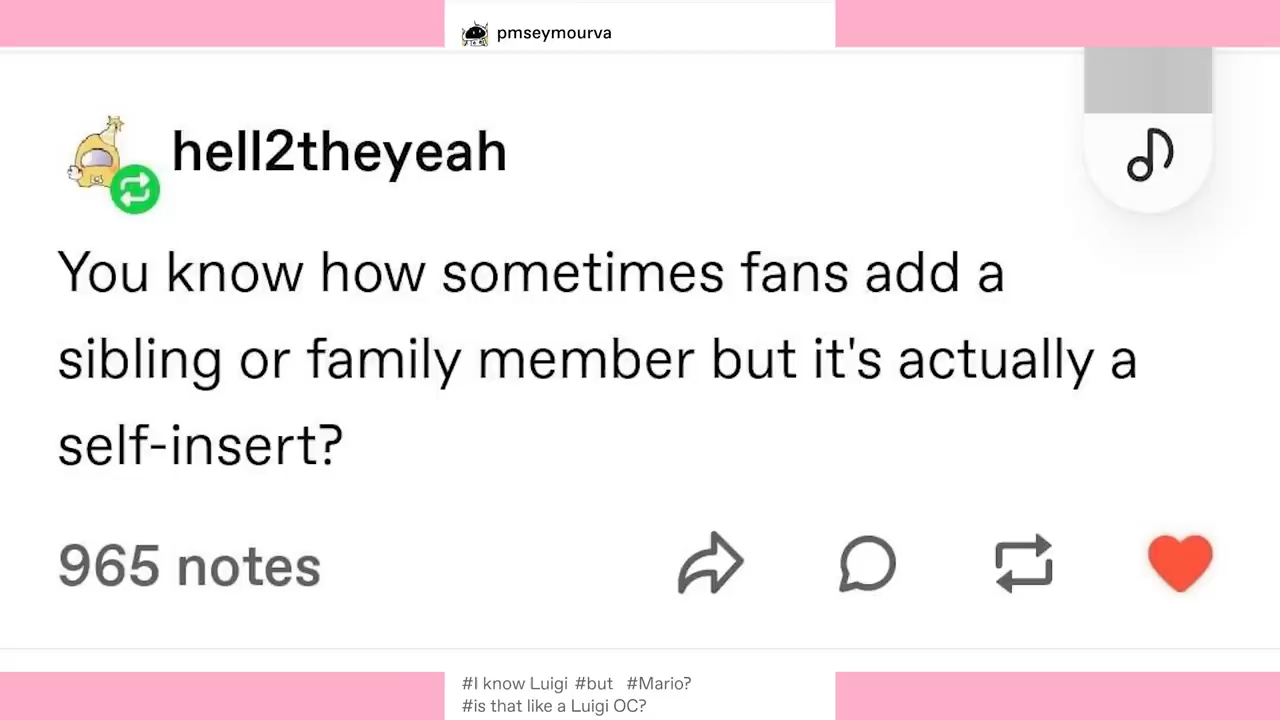 pmseymourva
hell2theyeah
You know how sometimes fans add a
sibling or family member but it's actually a
self-insert?
965 notes
#I know Luigi #but #Mario?
#is that like a Luigi OC?